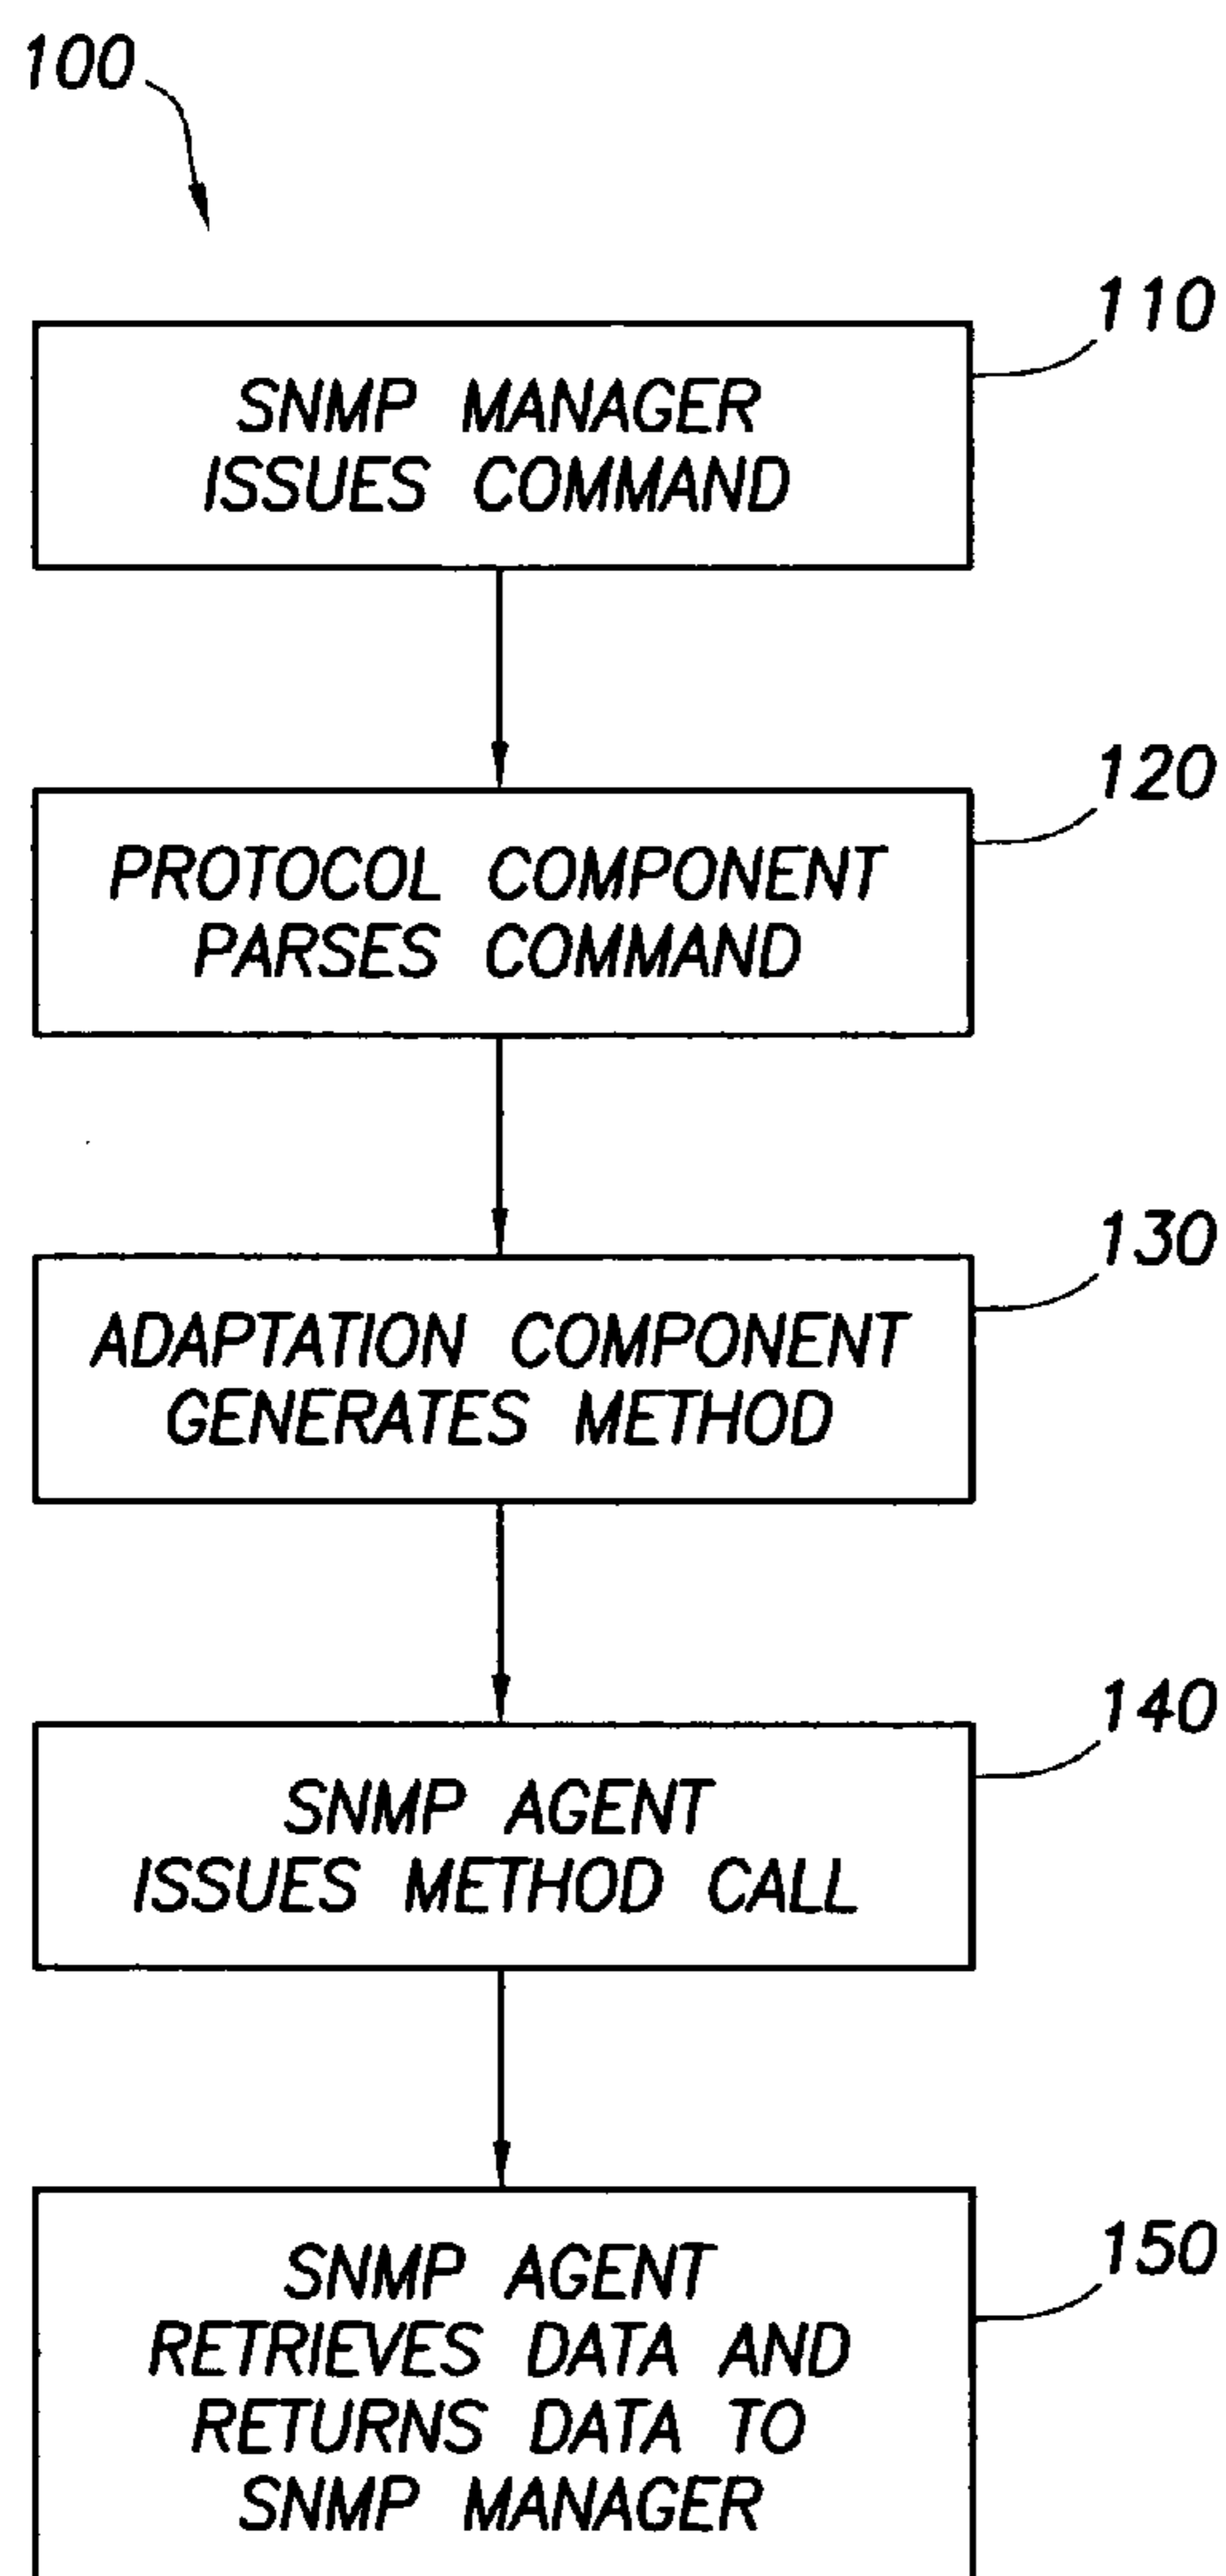 100
110
SNMP MANAGER
ISSUES COMMAND
120
PROTOCOL COMPONENT
PARSES COMMAND
130
ADAPTATION COMPONENT
GENERATES METHOD
140
SNMP AGENT
ISSUES METHOD CALL
150
SNMP AGENT
RETRIEVES DATA AND
RETURNS DATA TO
SNMP MANAGER